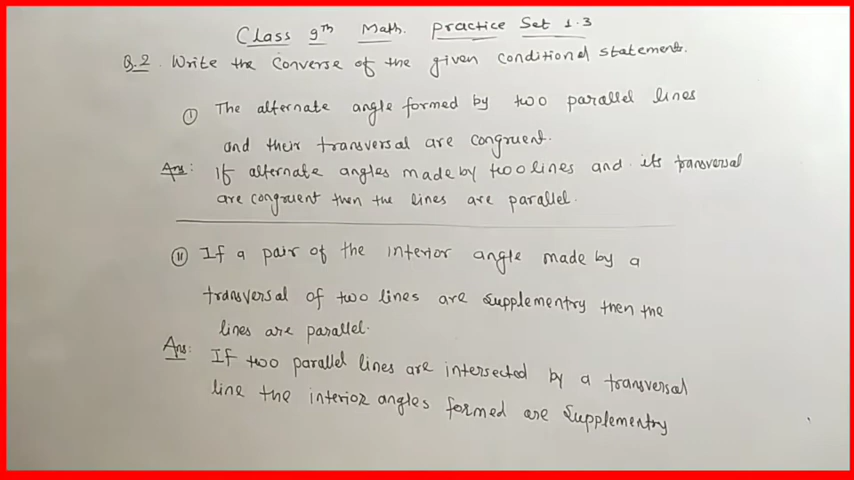 Class 9th Math. Practice Set 1.3
Q.2. Write the converse of the given conditional statements.
(i) The alternate angle formed by two parallel lines
and their transversal are congruent.
Ans: If alternate angles made by two lines and its transversal
are congruent then the lines are parallel.
(ii) If a pair of the interior angle made by a
transversal of two lines are supplementry then the
lines are parallel.
Ans: If two parallel lines are intersected by a transversal
line the interior angles formed are supplementry